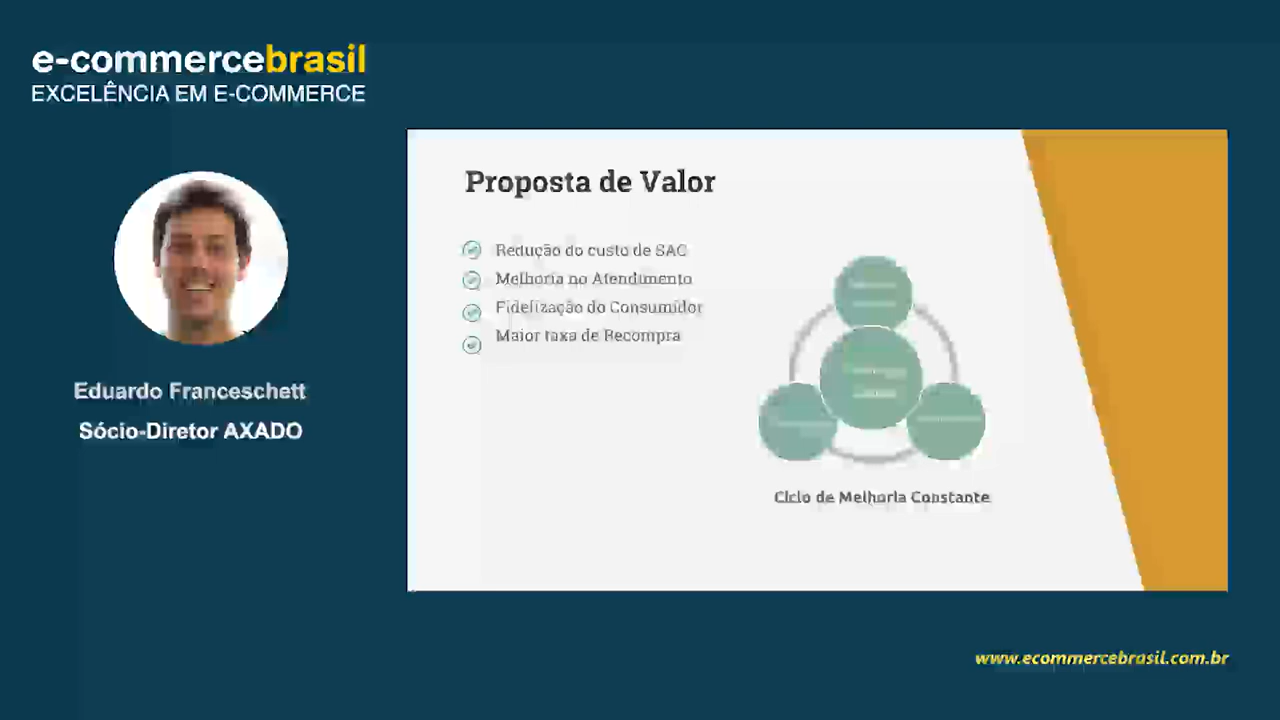 e-commercebrasil
EXCELÊNCIA EM E-COMMERCE
Proposta de Valor
Redução do custo de SAC
Melhoria no Atendimento
Fidelização do Consumidor
Maior taxa de Recompra
Eduardo Franceschett
Sócio-Diretor AXADO
Ciclo de Melhoria Constante
www.ecommercebrasil.com.br